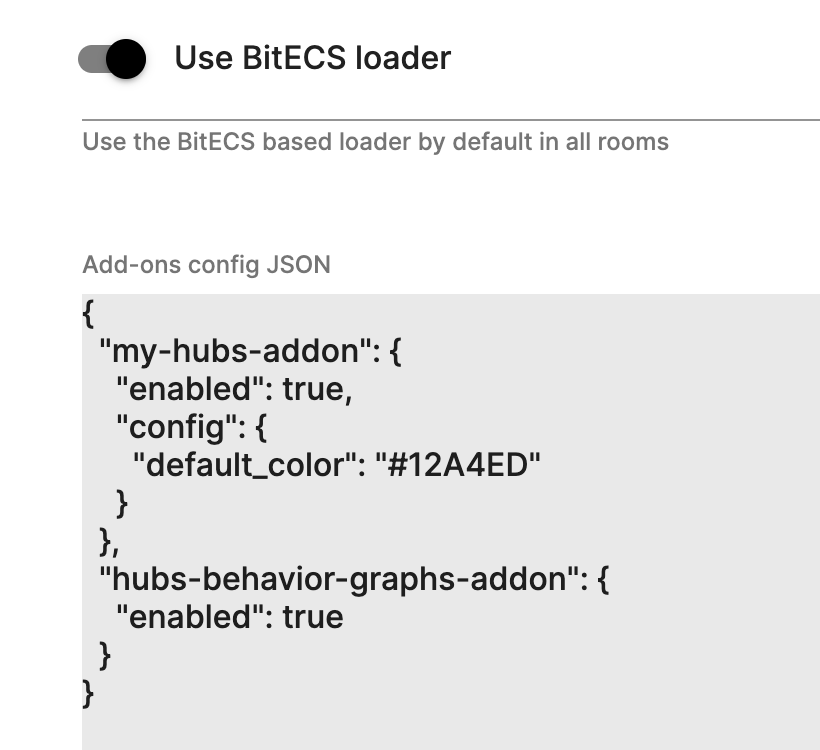 Use BitECS loader
Use the BitECS based loader by default in all rooms
Add-ons config JSON
{
  "my-hubs-addon": {
    "enabled": true,
    "config": {
      "default_color": "#12A4ED"
    }
  },
  "hubs-behavior-graphs-addon": {
    "enabled": true
  }
}